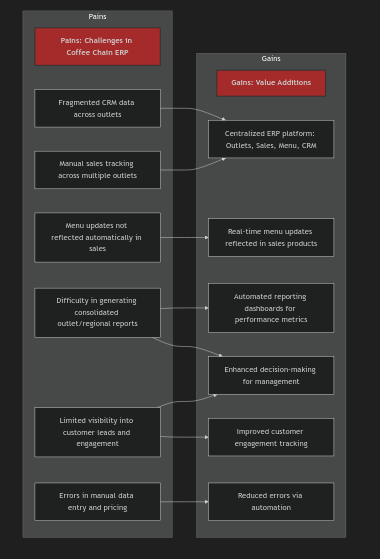 Pains
Pains: Challenges in
Coffee Chain ERP
Fragmented CRM data
across outlets
Manual sales tracking
across multiple outlets
Menu updates not
reflected automatically in
sales
Difficulty in generating
consolidated
outlet/regional reports
Limited visibility into
customer leads and
engagement
Errors in manual data
entry and pricing
Gains
Gains: Value Additions
Centralized ERP platform:
Outlets, Sales, Menu, CRM
Real-time menu updates
reflected in sales products
Automated reporting
dashboards for
performance metrics
Enhanced decision-making
for management
Improved customer
engagement tracking
Reduced errors via
automation